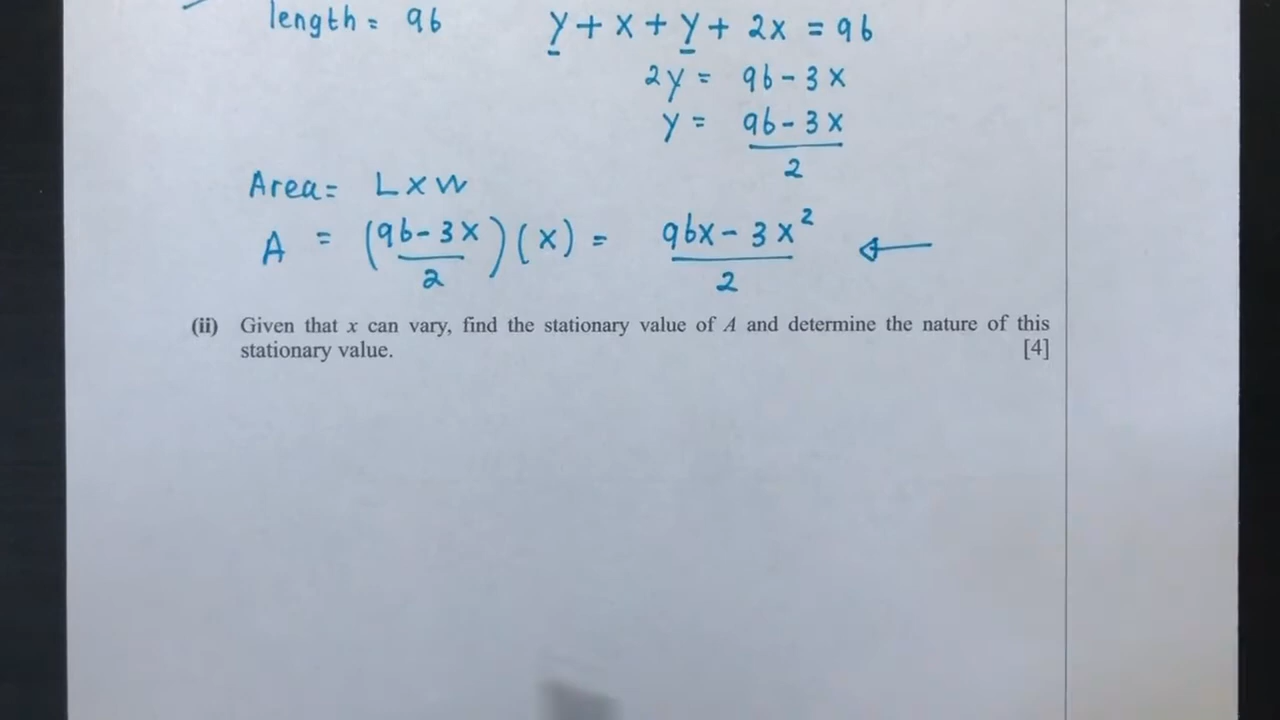 length = 96 y + x + y + 2x = 96
2y = 96 - 3x
y = 96 - 3x
2
Area = L x W
A = (96 - 3x / 2)(x) = 96x - 3x² / 2
(ii) Given that x can vary, find the stationary value of A and determine the nature of this
stationary value. [4]